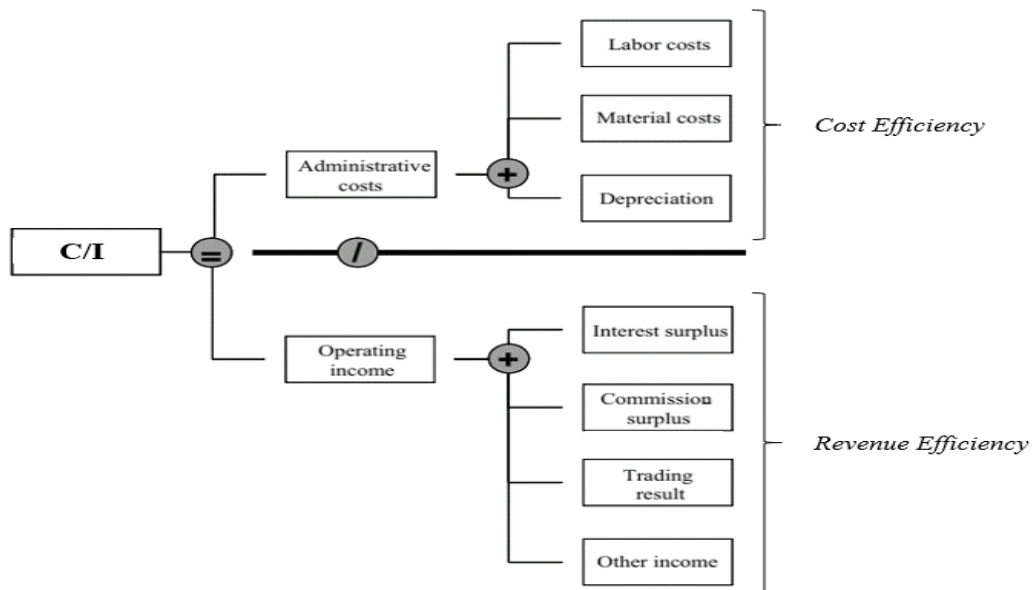 Labor costs
Material costs
Cost Efficiency
Administrative
costs
+
Depreciation
C/I
=
/
Interest surplus
Operating
income
+
Commission
surplus
Revenue Efficiency
Trading
result
Other income